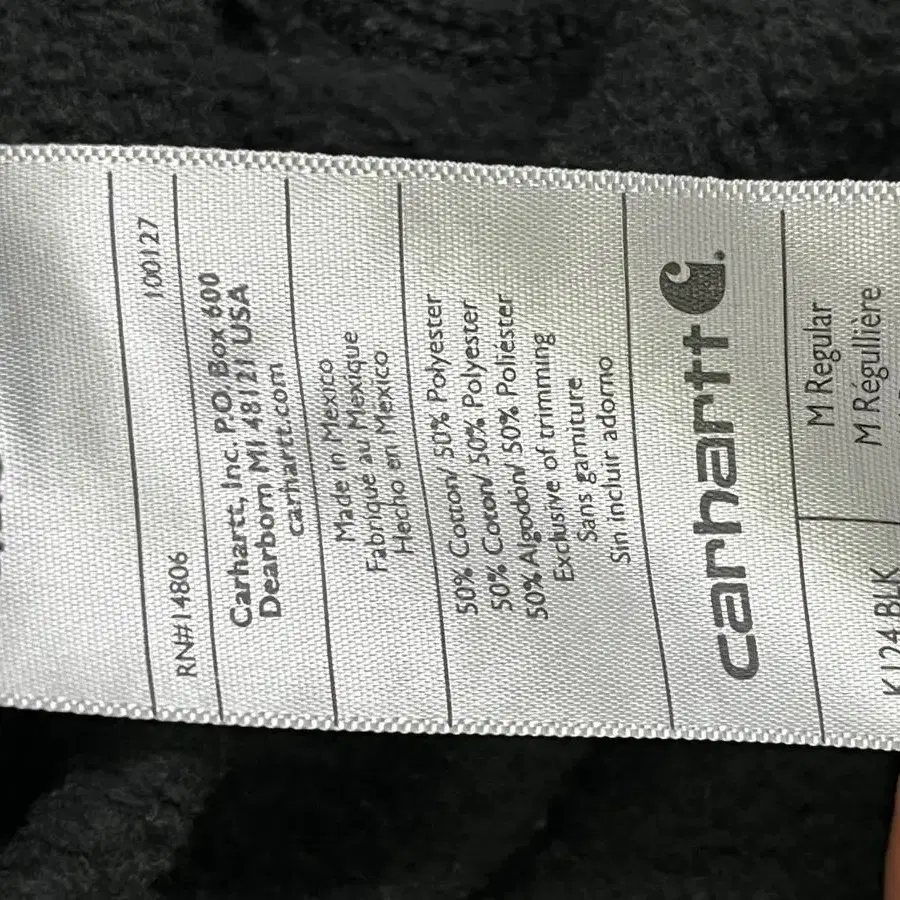 RN#14806 100127
Carhartt, Inc. P.O. Box 600
Dearborn MI 48121 USA
carhartt.com
Made in Mexico
Fabriqué au Mexique
Hecho en Mexico
50% Cotton/ 50% Polyester
50% Coton/ 50% Polyester
50% Algodón/ 50% Poliéster
Exclusive of trimming
Sans garniture
Sin incluir adorno
carhartt
M Regular
M Régullière
K124 BLK